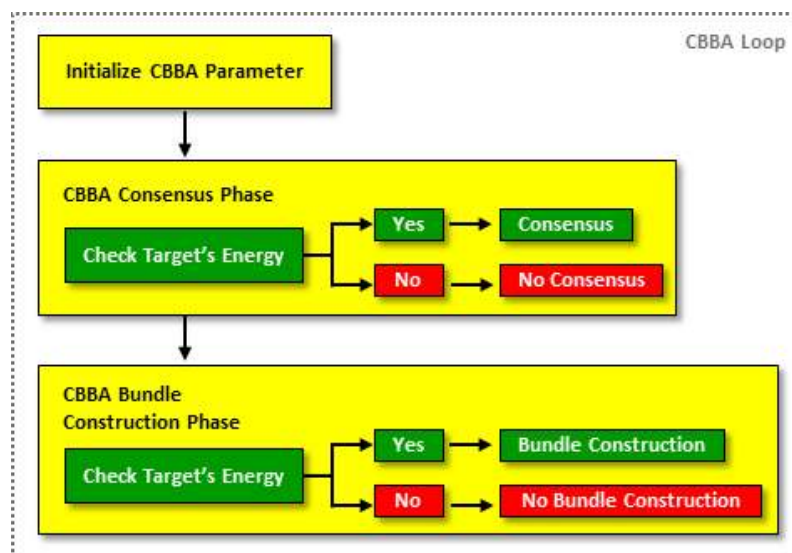 CBBA Loop
Initialize CBBA Parameter
CBBA Consensus Phase
Check Target's Energy
Yes
Consensus
No
No Consensus
CBBA Bundle
Construction Phase
Check Target's Energy
Yes
Bundle Construction
No
No Bundle Construction